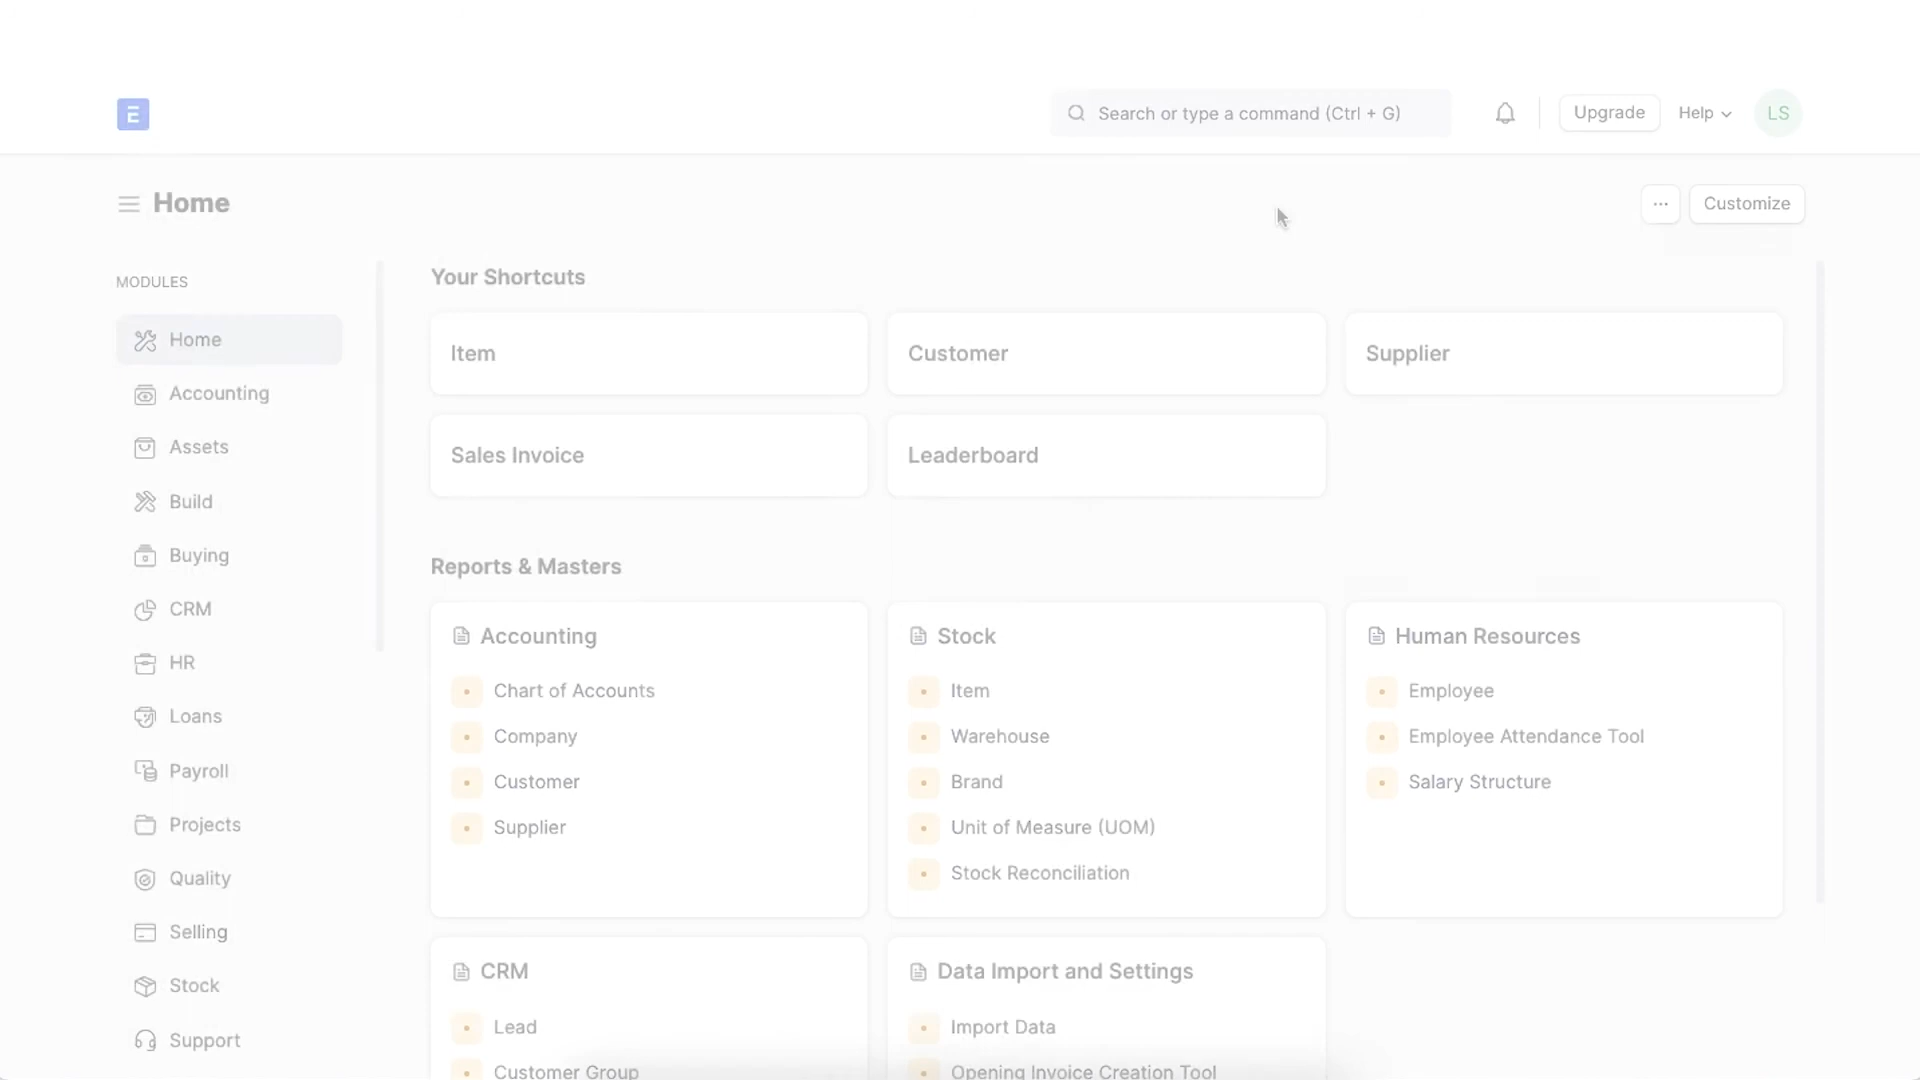 E
Search or type a command (Ctrl + G)
Upgrade
Help
LS
Home
...
Customize
MODULES
Home
Accounting
Assets
Build
Buying
CRM
HR
Loans
Payroll
Projects
Quality
Selling
Stock
Support
Your Shortcuts
Item
Customer
Supplier
Sales Invoice
Leaderboard
Reports & Masters
Accounting
Chart of Accounts
Company
Customer
Supplier
Stock
Item
Warehouse
Brand
Unit of Measure (UOM)
Stock Reconciliation
Human Resources
Employee
Employee Attendance Tool
Salary Structure
CRM
Lead
Customer Group
Data Import and Settings
Import Data
Opening Invoice Creation Tool